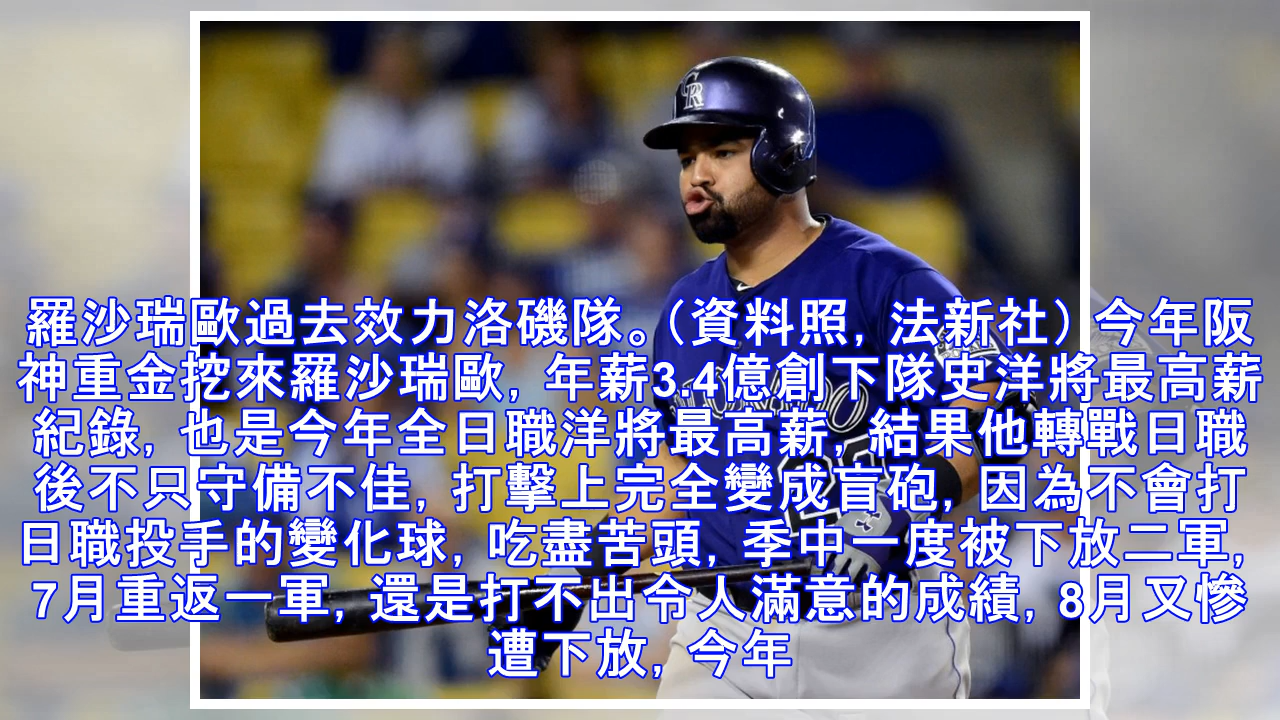 羅沙瑞歐過去效力洛磯隊。(資料照, 法新社) 今年阪
神重金挖來羅沙瑞歐, 年薪3.4億創下隊史洋將最高薪
紀錄, 也是今年全日職洋將最高薪, 結果他轉戰日職
後不只守備不佳, 打擊上完全變成盲砲, 因為不會打
日職投手的變化球, 吃盡苦頭, 季中一度被下放二軍,
7月重返一軍, 還是打不出令人滿意的成績, 8月又慘
遭下放, 今年
CR